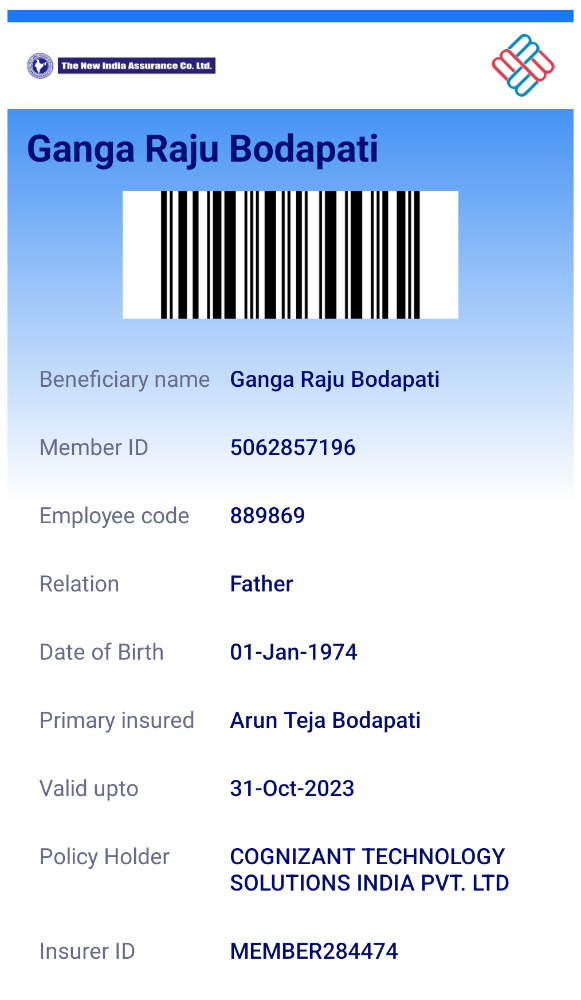 The New India Assurance Co. Ltd.
Ganga Raju Bodapati
Beneficiary name Ganga Raju Bodapati
Member ID 5062857196
Employee code 889869
Relation Father
Date of Birth 01-Jan-1974
Primary insured Arun Teja Bodapati
Valid upto 31-Oct-2023
Policy Holder COGNIZANT TECHNOLOGY
SOLUTIONS INDIA PVT. LTD
Insurer ID MEMBER284474